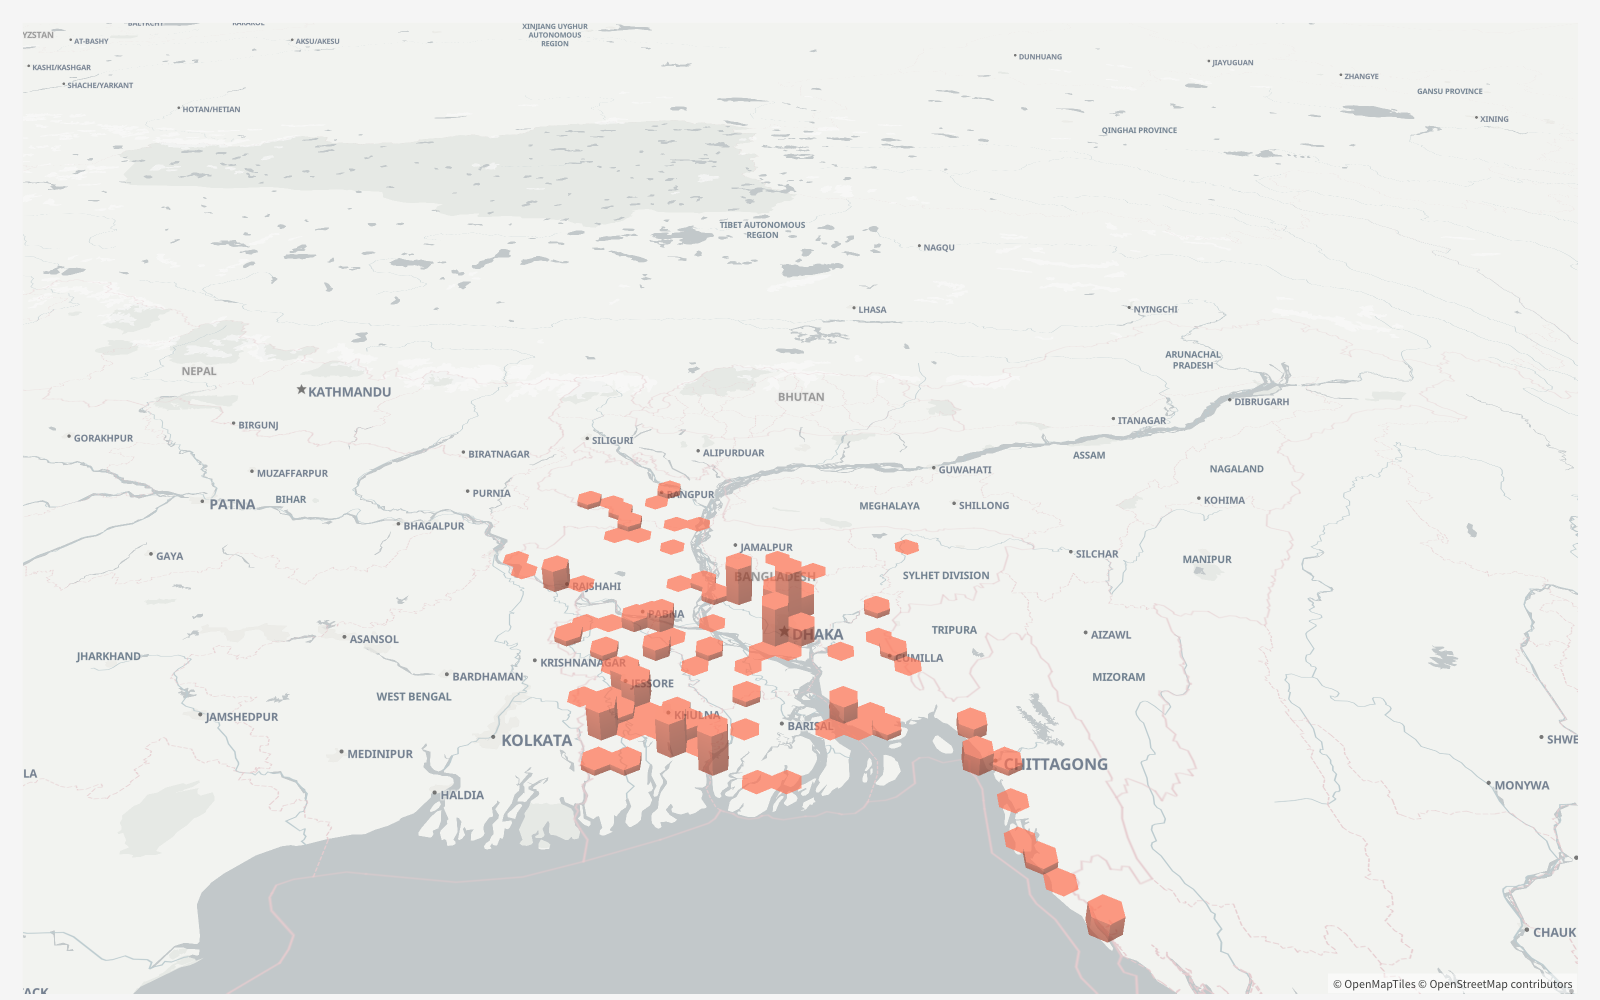 XINJIANG UYGHUR
AUTONOMOUS
REGION
AT-BASHY
AKSU/AKESU
DUNHUANG
JIAYUGUAN
KASHI/KASHGAR
ZHANGYE
SHACHE/YARKANT
GANSU PROVINCE
HOTAN/HETIAN
XINING
QINGHAI PROVINCE
TIBET AUTONOMOUS
REGION
NAGQU
LHASA
NYINGCHI
ARUNACHAL
PRADESH
NEPAL
KATHMANDU
BHUTAN
DIBRUGARH
ITANAGAR
BIRGUNJ
GORAKHPUR
SILIGURI
BIRATNAGAR
ALIPURDUAR
ASSAM
MUZAFFARPUR
GUWAHATI
NAGALAND
PURNIA
RANGPUR
BIHAR
PATNA
KOHIMA
MEGHALAYA
SHILLONG
BHAGALPUR
JAMALPUR
GAYA
SILCHAR
MANIPUR
BANGLADESH
SYLHET DIVISION
RAJSHAHI
PABNA
TRIPURA
DHAKA
AIZAWL
ASANSOL
JHARKHAND
KRISHNANAGAR
CUMILLA
BARDHAMAN
MIZORAM
JESSORE
WEST BENGAL
JAMSHEDPUR
KHULNA
BARISAL
KOLKATA
SHWE
MEDINIPUR
CHITTAGONG
LA
MONYWA
HALDIA
CHAUK
ACK
© OpenMapTiles © OpenStreetMap contributors